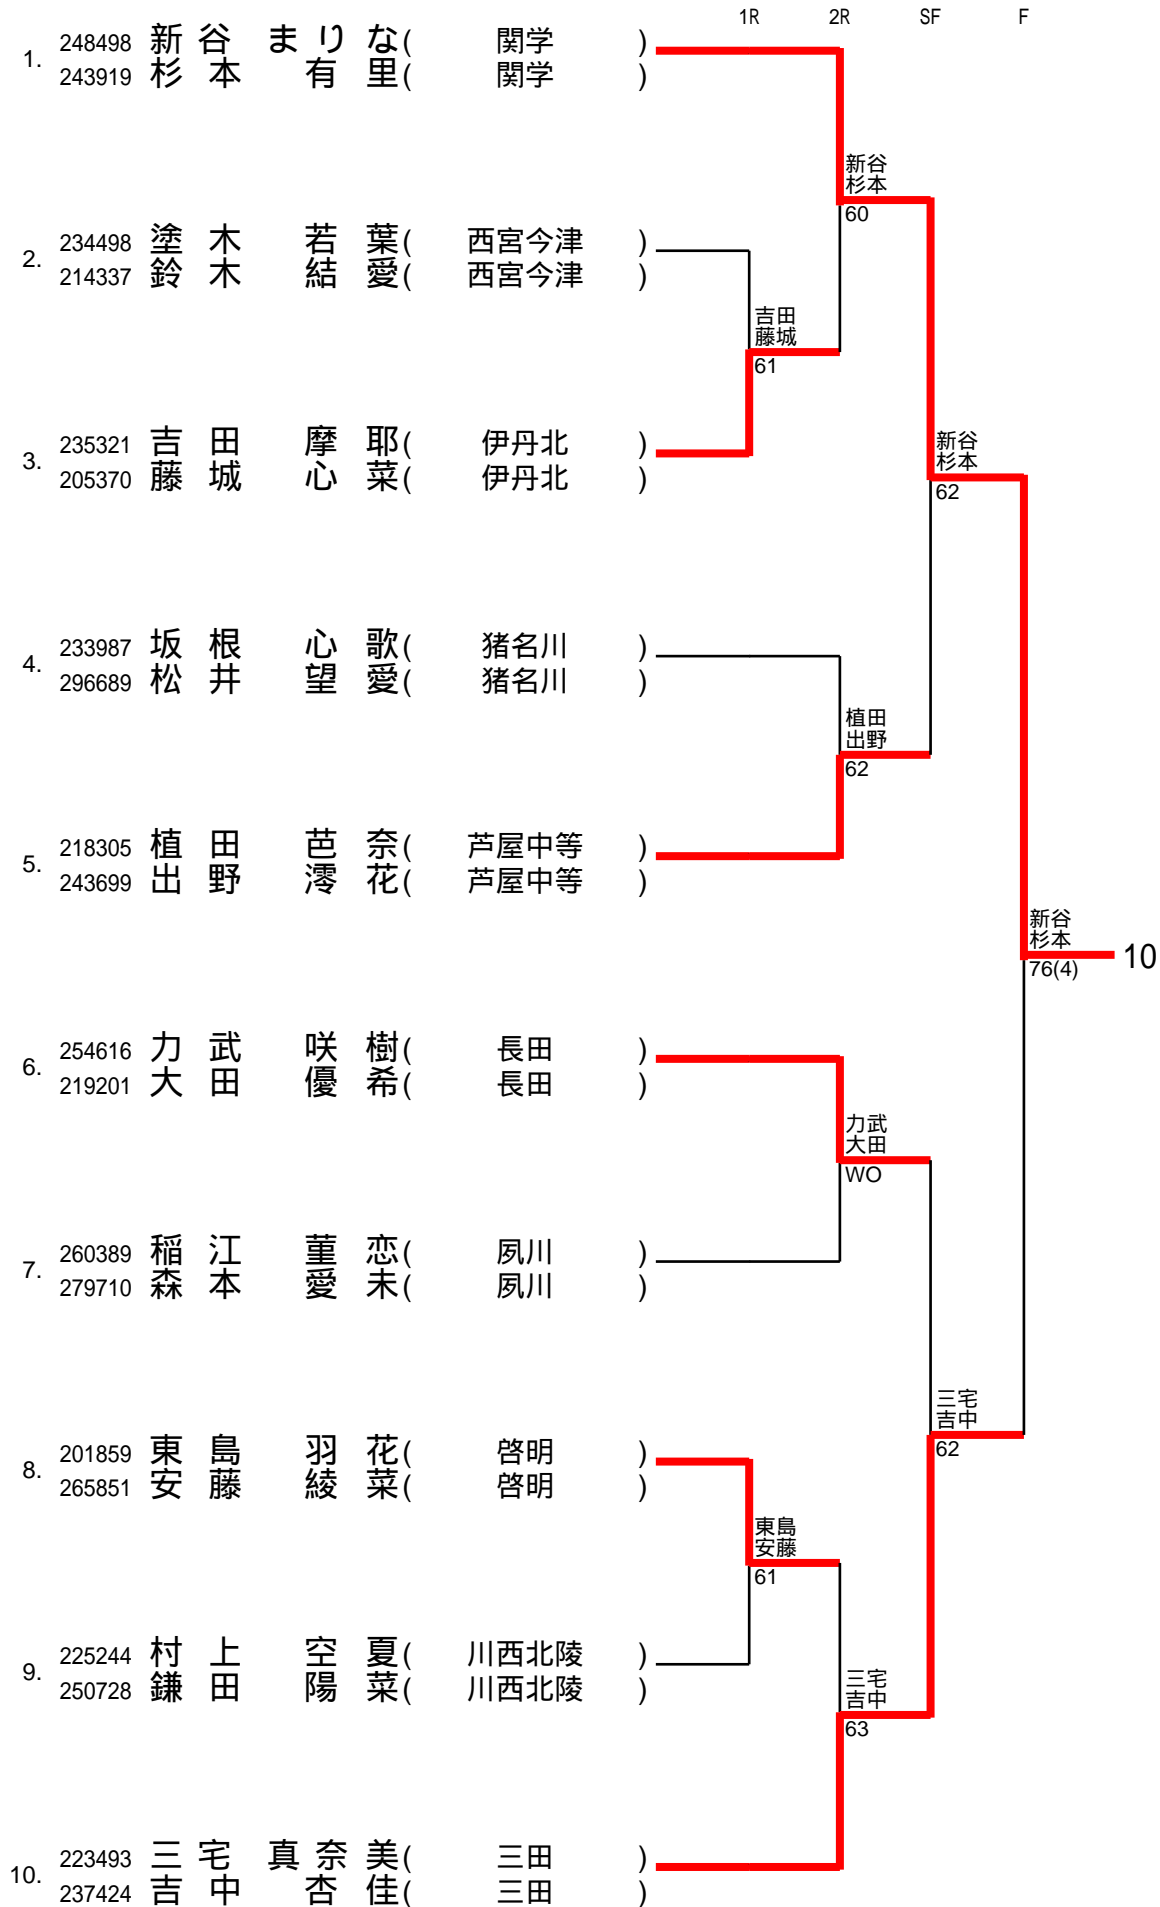 1R 2R SF F
1. 248498 新谷 まりな( 関学 )
243919 杉本 有里( 関学 )
新谷
杉本
60
2. 234498 塗木 若葉( 西宮今津 )
214337 鈴木 結愛( 西宮今津 )
吉田
藤城
61
3. 235321 吉田 摩耶( 伊丹北 )
205370 藤城 心菜( 伊丹北 )
新谷
杉本
62
4. 233987 坂根 心歌( 猪名川 )
296689 松井 望愛( 猪名川 )
植田
出野
62
5. 218305 植田 芭奈( 芦屋中等 )
243699 出野 澪花( 芦屋中等 )
新谷
杉本
76(4)
10
6. 254616 力武 咲樹( 長田 )
219201 大田 優希( 長田 )
力武
大田
WO
7. 260389 稲江 菫恋( 夙川 )
279710 森本 愛未( 夙川 )
三宅
吉中
62
8. 201859 東島 羽花( 啓明 )
265851 安藤 綾菜( 啓明 )
東島
安藤
61
9. 225244 村上 空夏( 川西北陵 )
250728 鎌田 陽菜( 川西北陵 )
三宅
吉中
63
10. 223493 三宅 真奈美( 三田 )
237424 吉中 杏佳( 三田 )